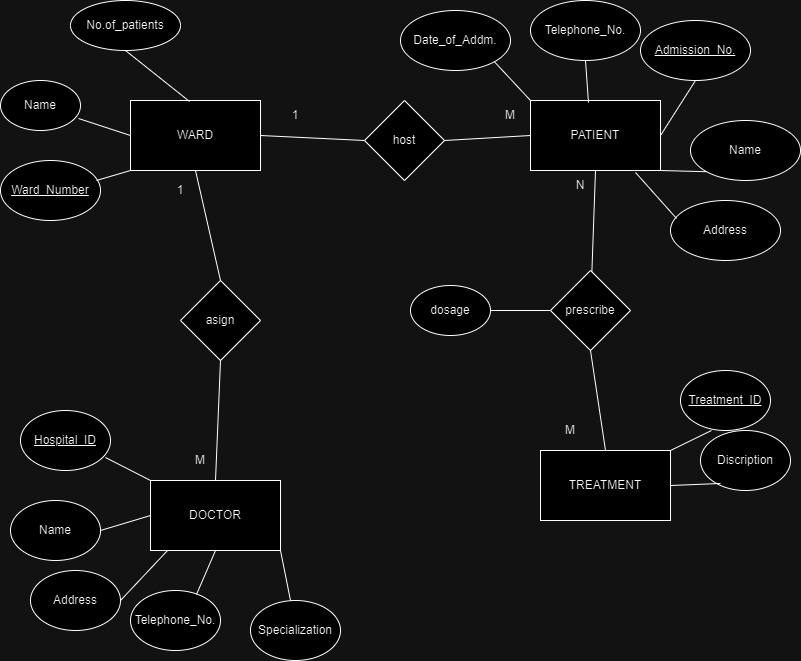 No.of_patients
Date_of_Addm.
Telephone_No.
Admission_No.
Name
1
M
WARD
host
PATIENT
Name
Ward_Number
1
N
Address
asign
dosage
prescribe
Treatment_ID
M
Hospital_ID
M
Discription
TREATMENT
DOCTOR
Name
Address
Telephone_No.
Specialization